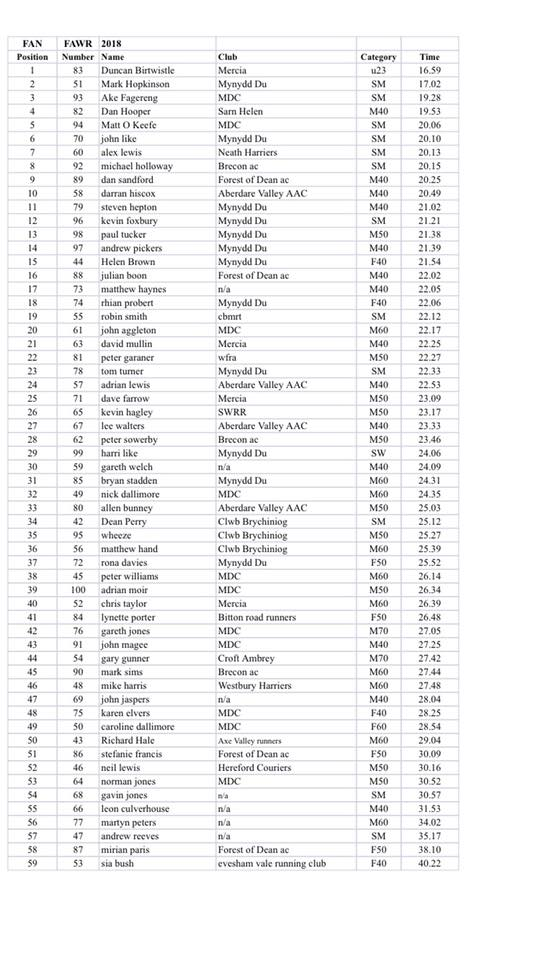 FAN FAWR 2018
Position Number Name Club Category Time
1 83 Duncan Birtwistle Mercia u23 16.59
2 51 Mark Hopkinson Mynydd Du SM 17.02
3 93 Ake Fagereng MDC SM 19.28
4 82 Dan Hooper Sarn Helen M40 19.53
5 94 Matt O Keefe MDC SM 20.06
6 70 john like Mynydd Du SM 20.10
7 60 alex lewis Neath Harriers SM 20.13
8 92 michael holloway Brecon ac SM 20.15
9 89 dan sandford Forest of Dean ac M40 20.25
10 58 darran hiscox Aberdare Valley AAC M40 20.49
11 79 steven hepton Mynydd Du M40 21.02
12 96 kevin foxbury Mynydd Du SM 21.21
13 98 paul tucker Mynydd Du M50 21.38
14 97 andrew pickers Mynydd Du M40 21.39
15 44 Helen Brown Mynydd Du F40 21.54
16 88 julian boon Forest of Dean ac M40 22.02
17 73 matthew haynes n/a M40 22.05
18 74 rhian probert Mynydd Du F40 22.06
19 55 robin smith cbmrt SM 22.12
20 61 john aggleton MDC M60 22.17
21 63 david mullin Mercia M40 22.25
22 81 peter garaner wfra M50 22.27
23 78 tom turner Mynydd Du SM 22.33
24 57 adrian lewis Aberdare Valley AAC M40 22.53
25 71 dave farrow Mercia M50 23.09
26 65 kevin hagley SWRR M50 23.17
27 67 lee walters Aberdare Valley AAC M40 23.33
28 62 peter sowerby Brecon ac M50 23.46
29 99 harri like Mynydd Du SW 24.06
30 59 gareth welch n/a M40 24.09
31 85 bryan stadden Mynydd Du M60 24.31
32 49 nick dallimore MDC M60 24.35
33 80 allen bunney Aberdare Valley AAC M50 25.03
34 42 Dean Perry Clwb Brychiniog SM 25.12
35 95 wheeze Clwb Brychiniog M50 25.27
36 56 matthew hand Clwb Brychiniog M60 25.39
37 72 rona davies Mynydd Du F50 25.52
38 45 peter williams MDC M60 26.14
39 100 adrian moir MDC M50 26.34
40 52 chris taylor Mercia M60 26.39
41 84 lynette porter Bitton road runners F50 26.48
42 76 gareth jones MDC M70 27.05
43 91 john magee MDC M40 27.25
44 54 gary gunner Croft Ambrey M70 27.42
45 90 mark sims Brecon ac M60 27.44
46 48 mike harris Westbury Harriers M60 27.48
47 69 john jaspers n/a M40 28.04
48 75 karen elvers MDC F40 28.25
49 50 caroline dallimore MDC F60 28.54
50 43 Richard Hale Axe Valley runners M60 29.04
51 86 stefanie francis Forest of Dean ac F50 30.09
52 46 neil lewis Hereford Couriers M50 30.16
53 64 norman jones MDC M50 30.52
54 68 gavin jones n/a SM 30.57
55 66 leon culverhouse n/a M40 31.53
56 77 martyn peters n/a M60 34.02
57 47 andrew reeves n/a SM 35.17
58 87 mirian paris Forest of Dean ac F50 38.10
59 53 sia bush evesham vale running club F40 40.22